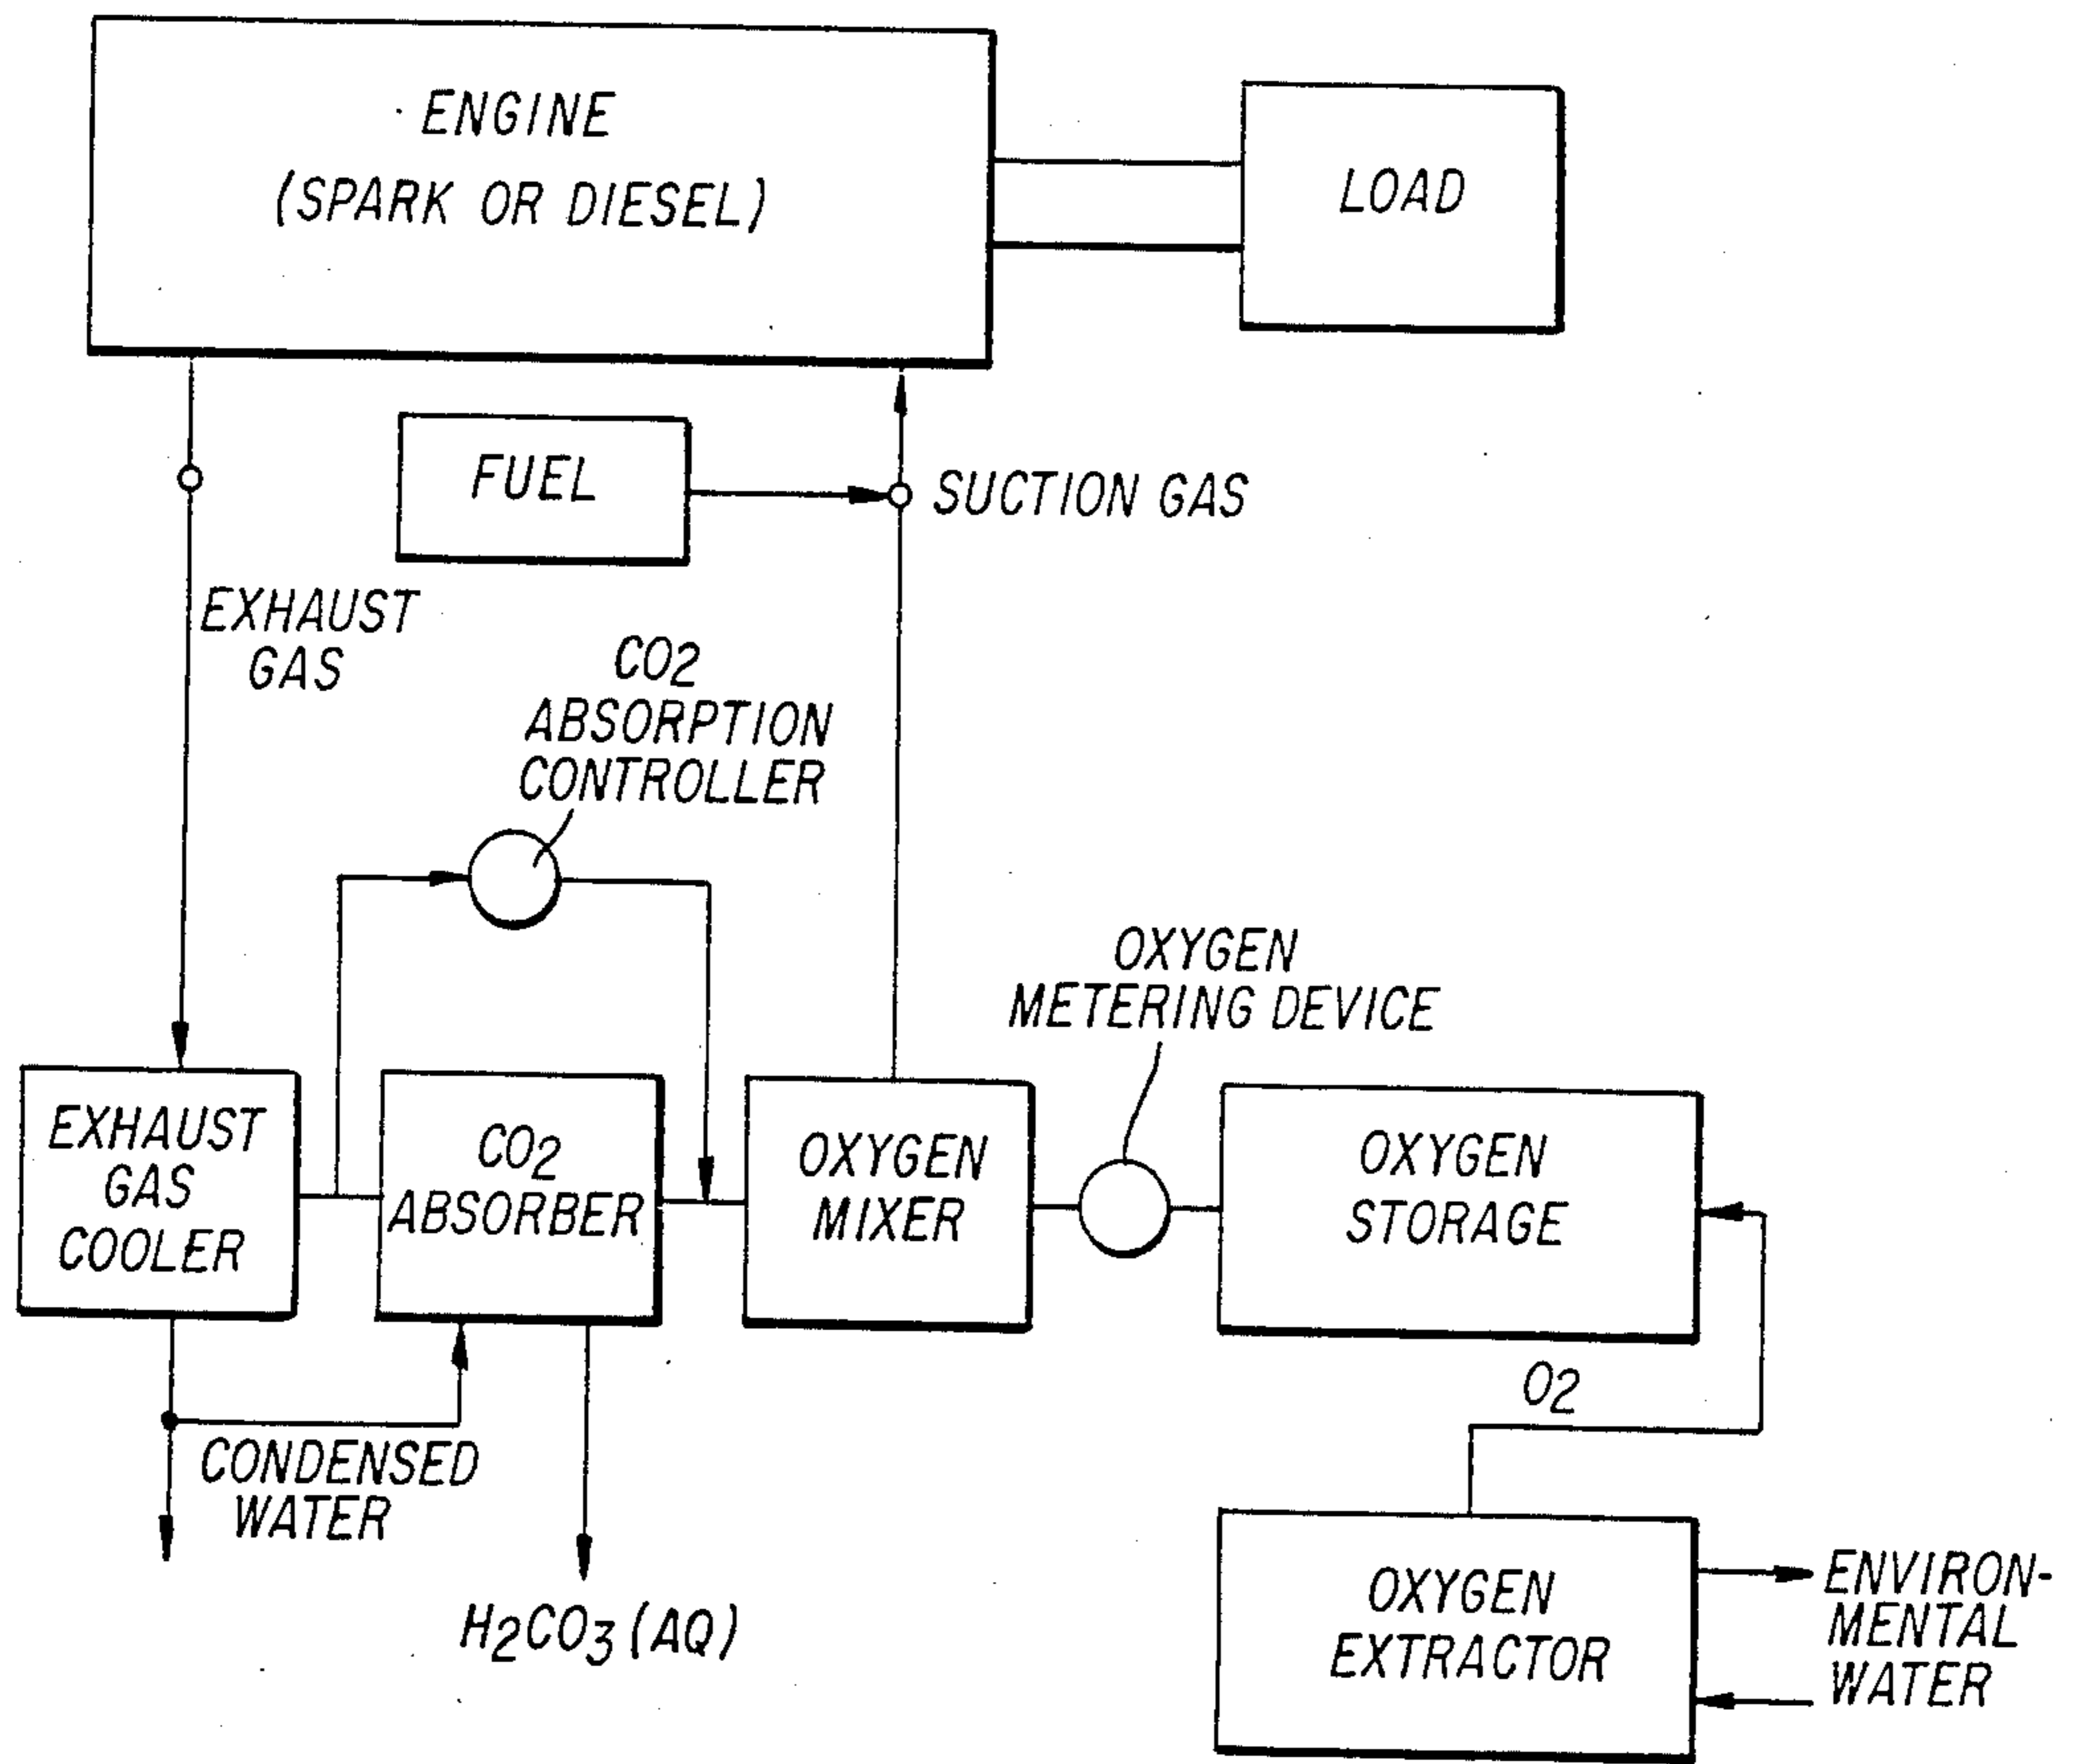 ENGINE
(SPARK OR DIESEL)
LOAD
FUEL
SUCTION GAS
EXHAUST
GAS
CO2
ABSORPTION
CONTROLLER
OXYGEN
METERING DEVICE
EXHAUST
GAS
COOLER
CO2
ABSORBER
OXYGEN
MIXER
OXYGEN
STORAGE
O2
CONDENSED
WATER
H2CO3 (AQ)
OXYGEN
EXTRACTOR
ENVIRON-
MENTAL
WATER